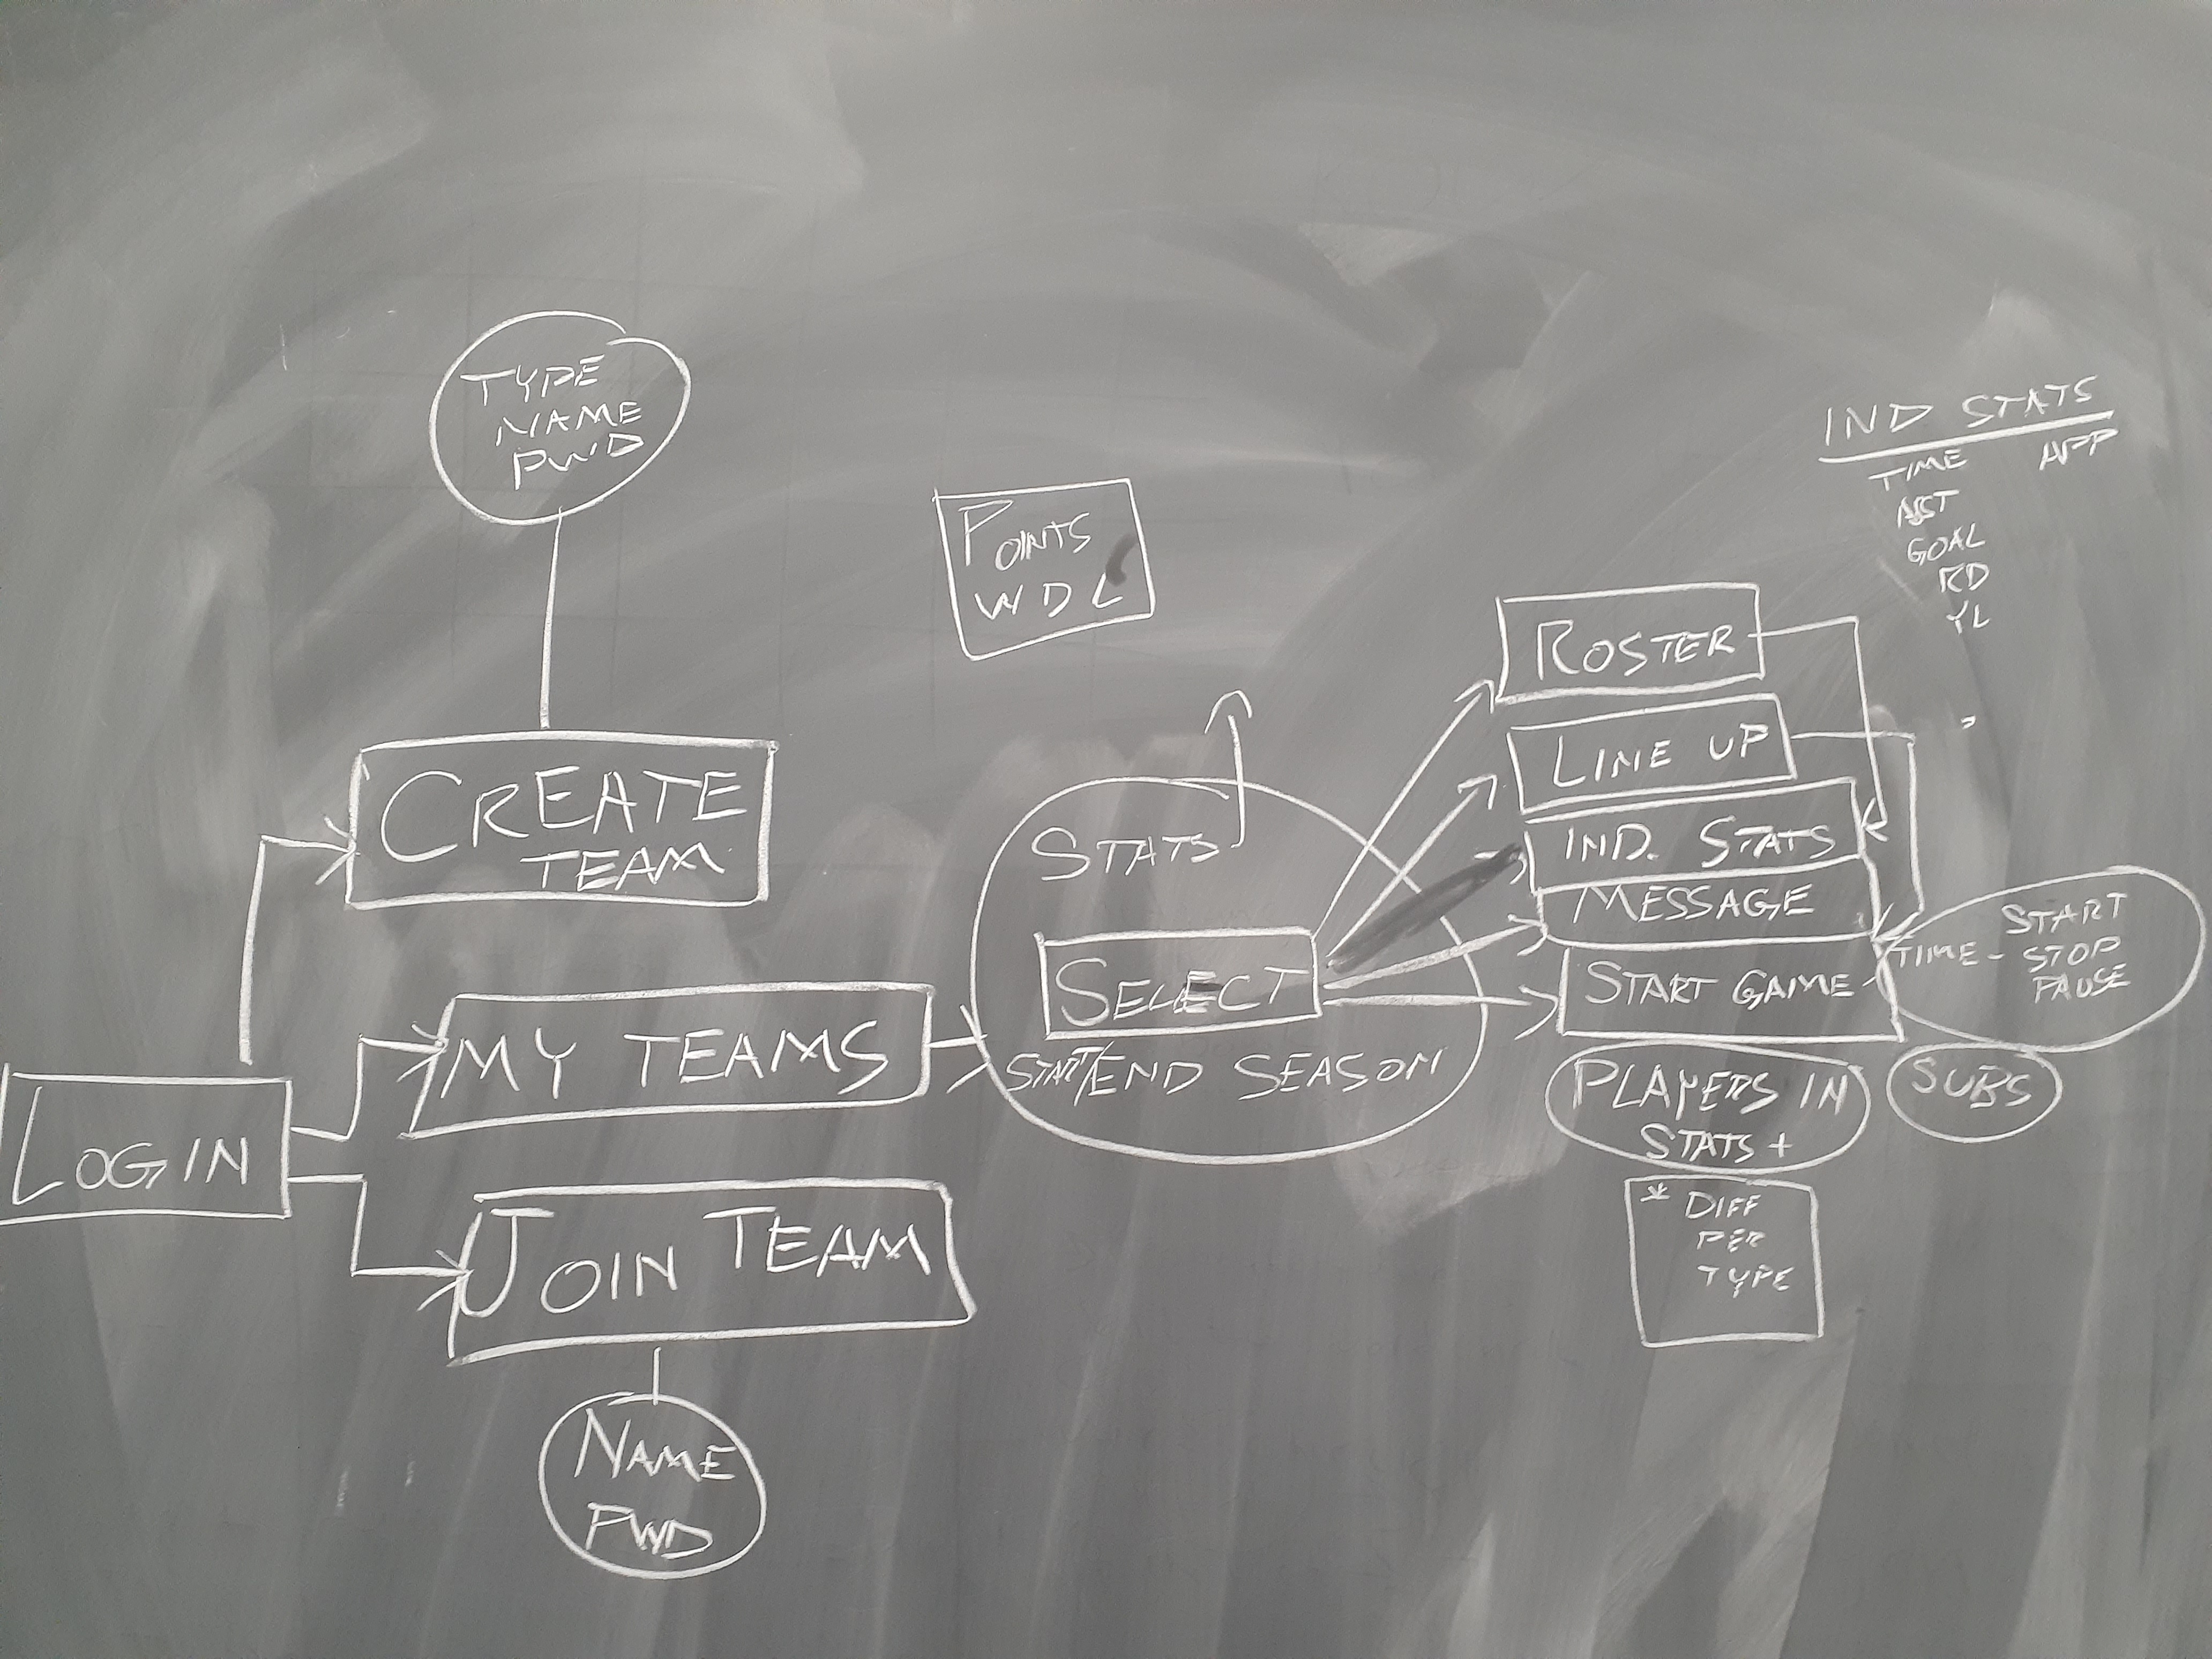 TYPE
NAME
PWD
CREATE
TEAM
LOGIN
MY TEAMS
JOIN TEAM
NAME
PWD
POINTS
W D L
STATS
SELECT
START/END SEASON
ROSTER
LINE UP
IND. STATS
MESSAGE
START GAME
TIME - START
STOP
PAUSE
PLAYERS IN
STATS +
SUBS
* DIFF
PER
TYPE
IND STATS
TIME APP
AST
GOAL
RD
YL